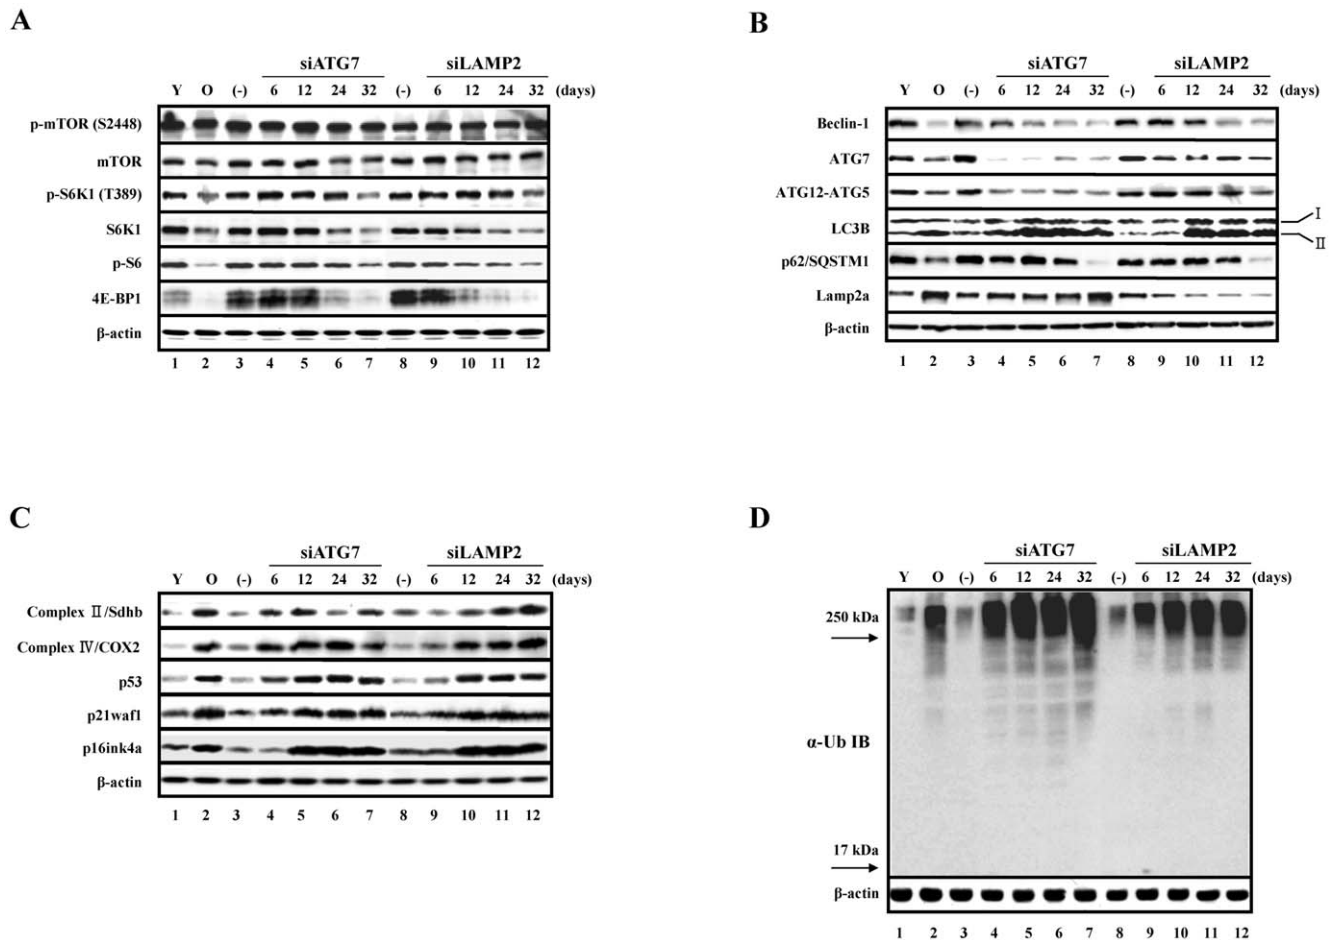 A
siATG7 siLAMP2
Y O (-) 6 12 24 32 (-) 6 12 24 32 (days)
p-mTOR (S2448)
mTOR
p-S6K1 (T389)
S6K1
p-S6
4E-BP1
β-actin
1 2 3 4 5 6 7 8 9 10 11 12
B
siATG7 siLAMP2
Y O (-) 6 12 24 32 (-) 6 12 24 32 (days)
Beclin-1
ATG7
ATG12-ATG5
LC3B
I
II
p62/SQSTM1
Lamp2a
β-actin
1 2 3 4 5 6 7 8 9 10 11 12
C
siATG7 siLAMP2
Y O (-) 6 12 24 32 (-) 6 12 24 32 (days)
Complex Ⅱ/Sdhb
Complex Ⅳ/COX2
p53
p21waf1
p16ink4a
β-actin
1 2 3 4 5 6 7 8 9 10 11 12
D
siATG7 siLAMP2
Y O (-) 6 12 24 32 (-) 6 12 24 32 (days)
250 kDa
α-Ub IB
17 kDa
β-actin
1 2 3 4 5 6 7 8 9 10 11 12